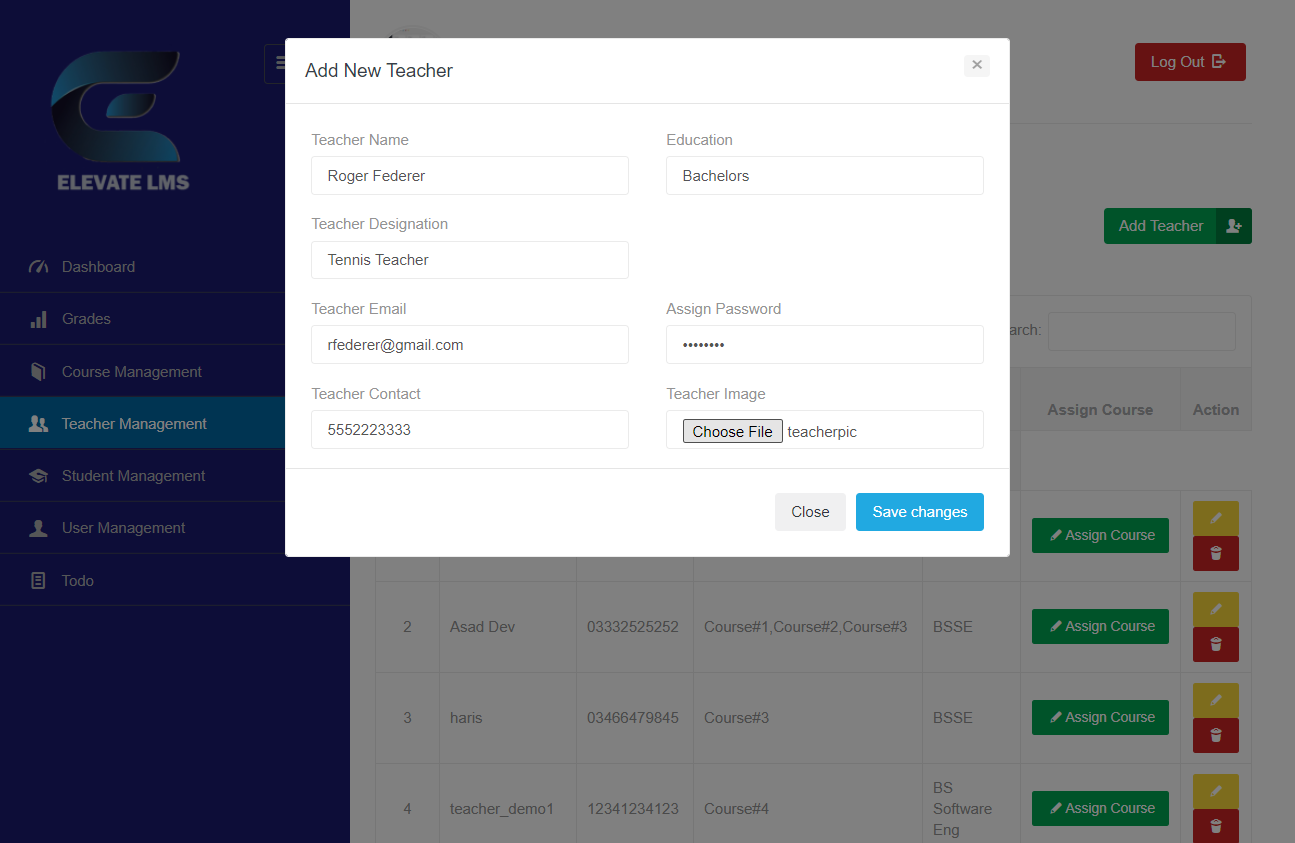 ELEVATE LMS
Dashboard
Grades
Course Management
Teacher Management
Student Management
User Management
Todo
Log Out
Add Teacher
Add New Teacher
×
Teacher Name
Education
Roger Federer
Bachelors
Teacher Designation
Tennis Teacher
Teacher Email
Assign Password
rfederer@gmail.com
••••••••
Teacher Contact
Teacher Image
5552223333
Choose File teacherpic
Close
Save changes
arch:
Assign Course
Action
Assign Course
2
Asad Dev
03332525252
Course#1,Course#2,Course#3
BSSE
Assign Course
3
haris
03466479845
Course#3
BSSE
Assign Course
4
teacher_demo1
12341234123
Course#4
BS
Software
Eng
Assign Course